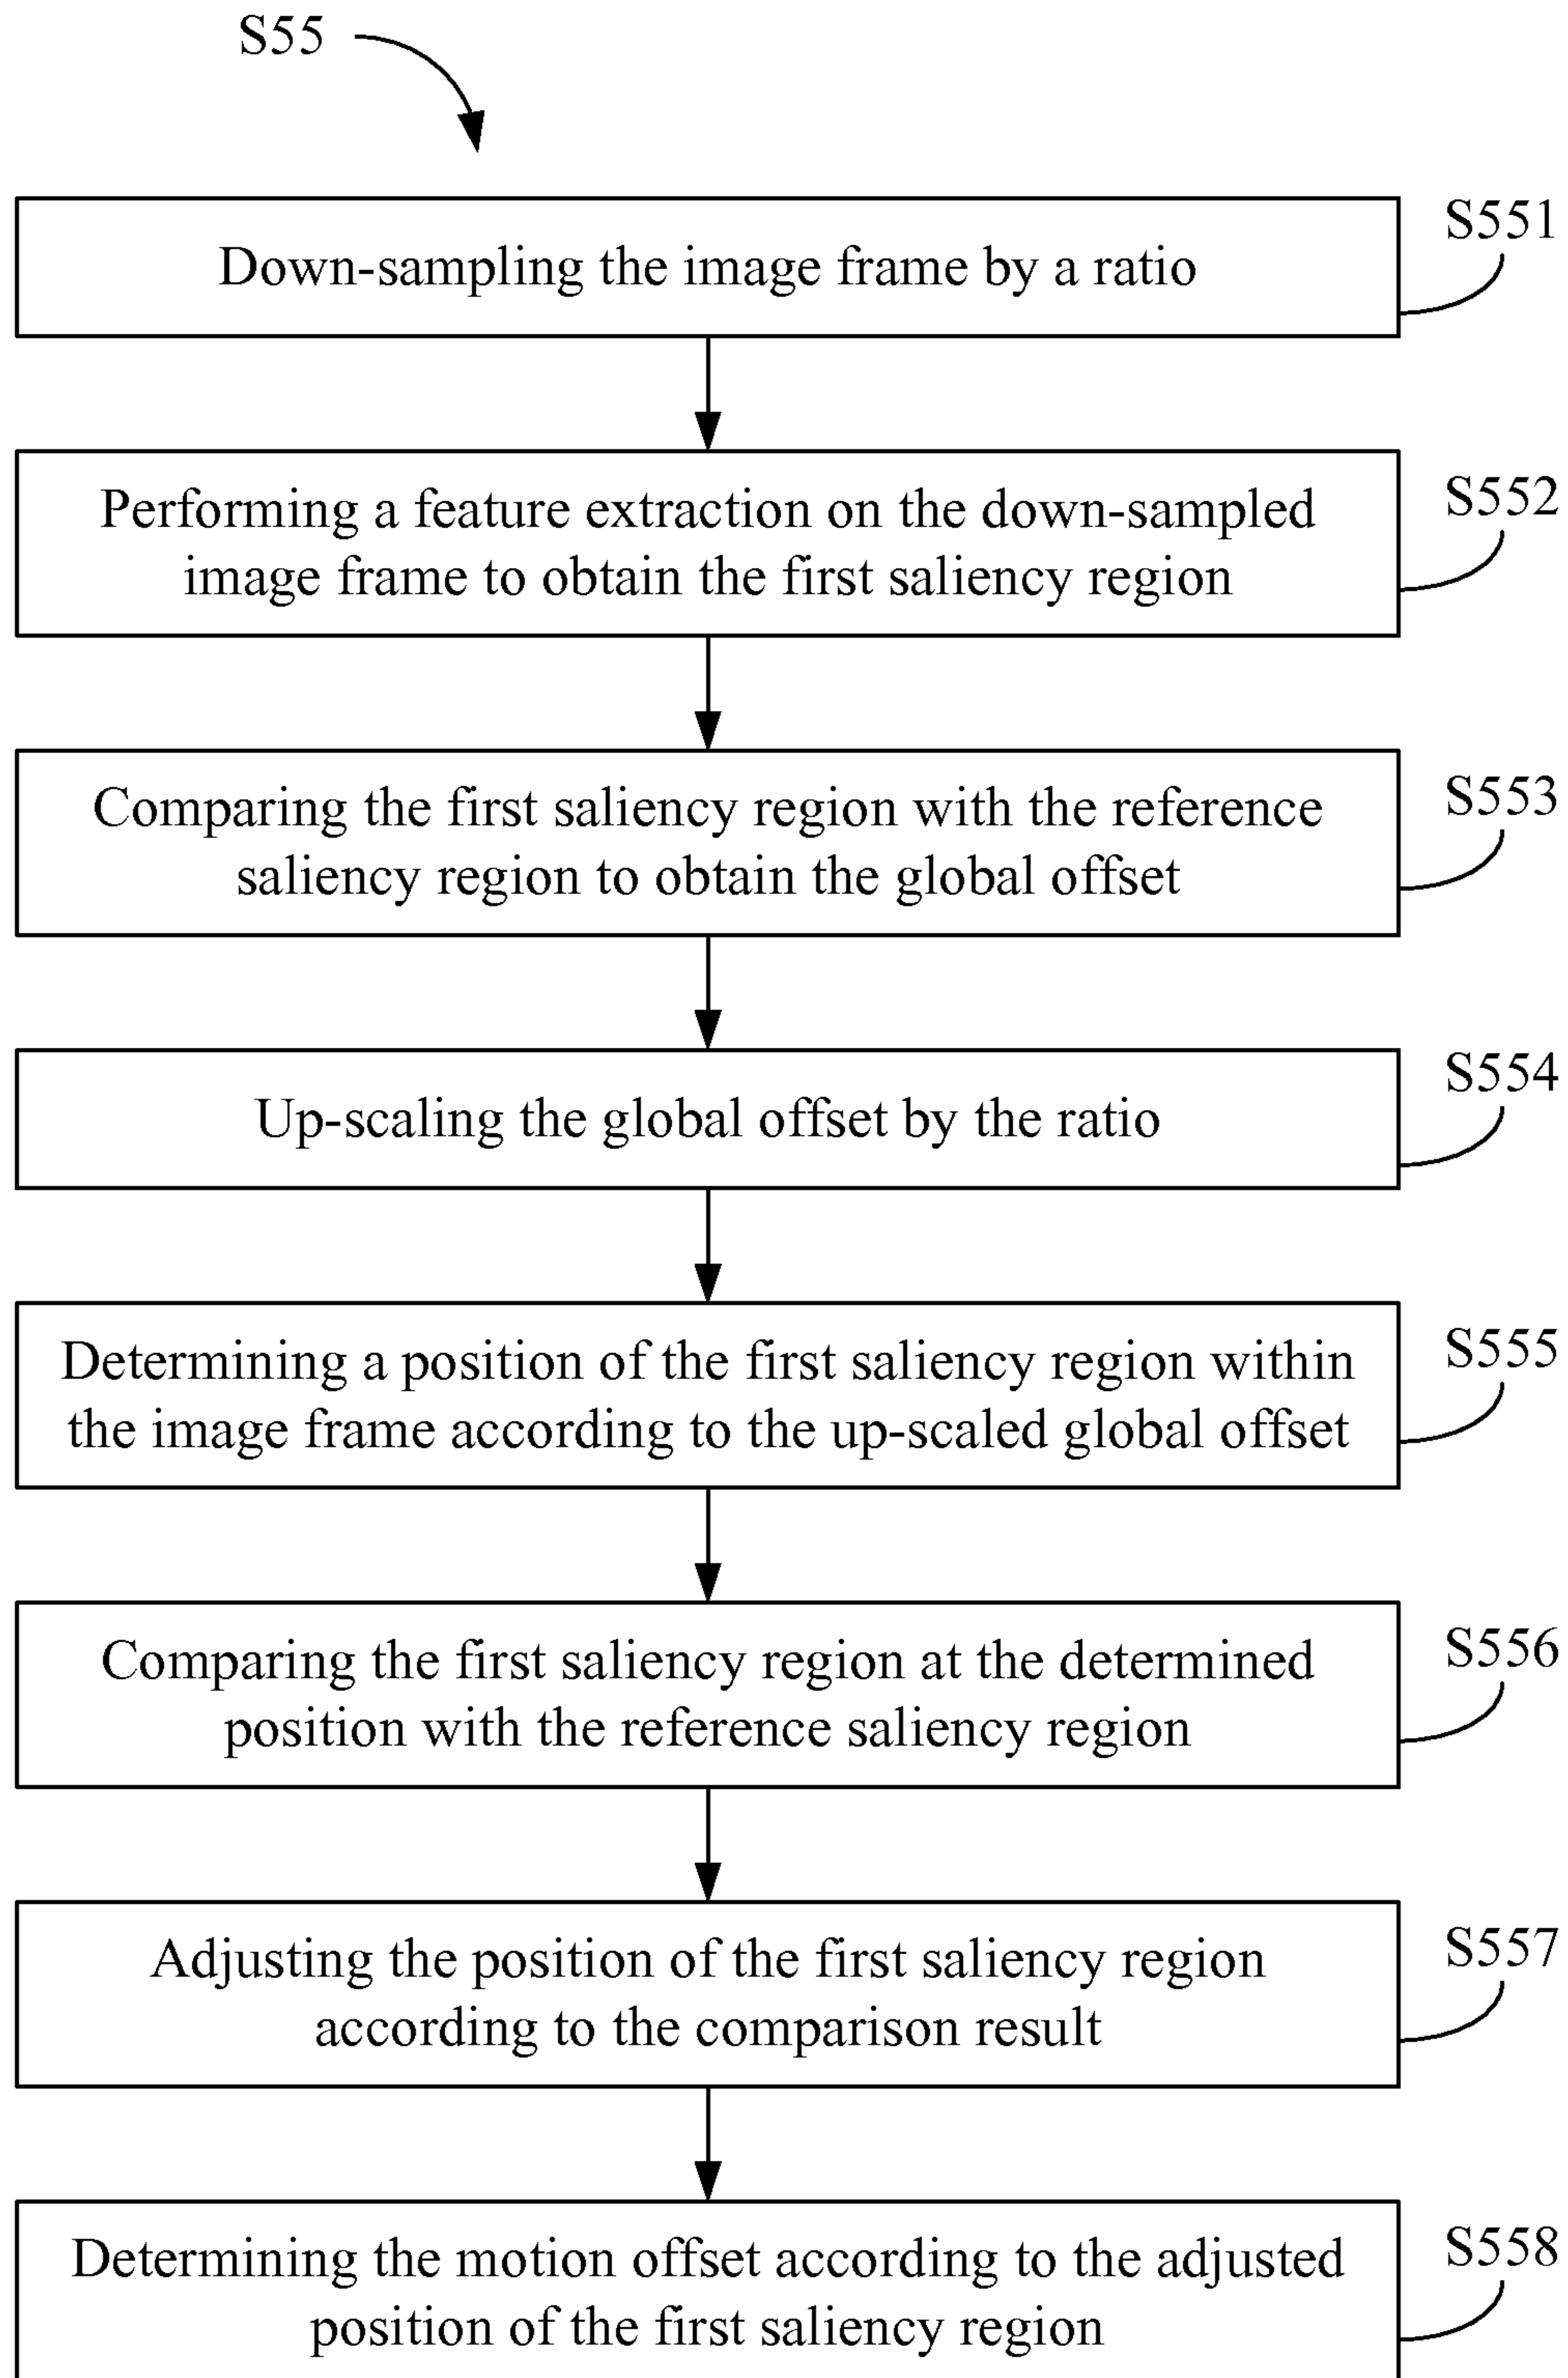 S55
Down-sampling the image frame by a ratio
S551
Performing a feature extraction on the down-sampled
image frame to obtain the first saliency region
S552
Comparing the first saliency region with the reference
saliency region to obtain the global offset
S553
Up-scaling the global offset by the ratio
S554
Determining a position of the first saliency region within
the image frame according to the up-scaled global offset
S555
Comparing the first saliency region at the determined
position with the reference saliency region
S556
Adjusting the position of the first saliency region
according to the comparison result
S557
Determining the motion offset according to the adjusted
position of the first saliency region
S558